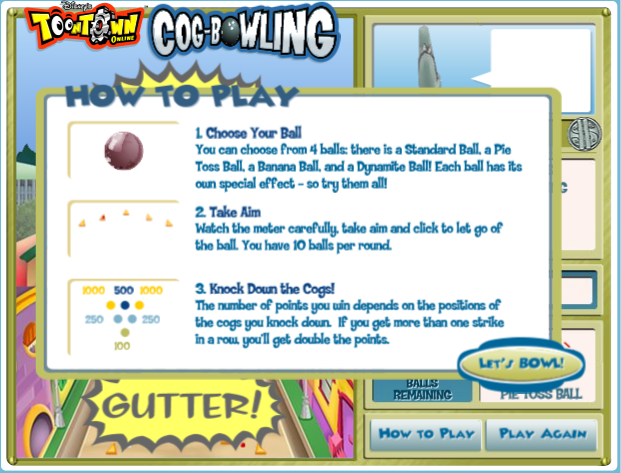 Disney's
TOONTOWN
ONLINE
COG-BOWLING
HOW TO PLAY
1. Choose Your Ball
You can choose from 4 balls: there is a Standard Ball, a Pie
Toss Ball, a Banana Ball, and a Dynamite Ball! Each ball has its
own special effect - so try them all!
2. Take Aim
Watch the meter carefully, take aim and click to let go of
the ball. You have 10 balls per round.
1000 500 1000
250 250
100
3. Knock Down the Cogs!
The number of points you win depends on the positions of
the cogs you knock down. If you get more than one strike
in a row, you'll get double the points.
LET'S BOWL!
GUTTER!
BALLS
REMAINING
PIE TOSS BALL
HOW TO PLAY
PLAY AGAIN